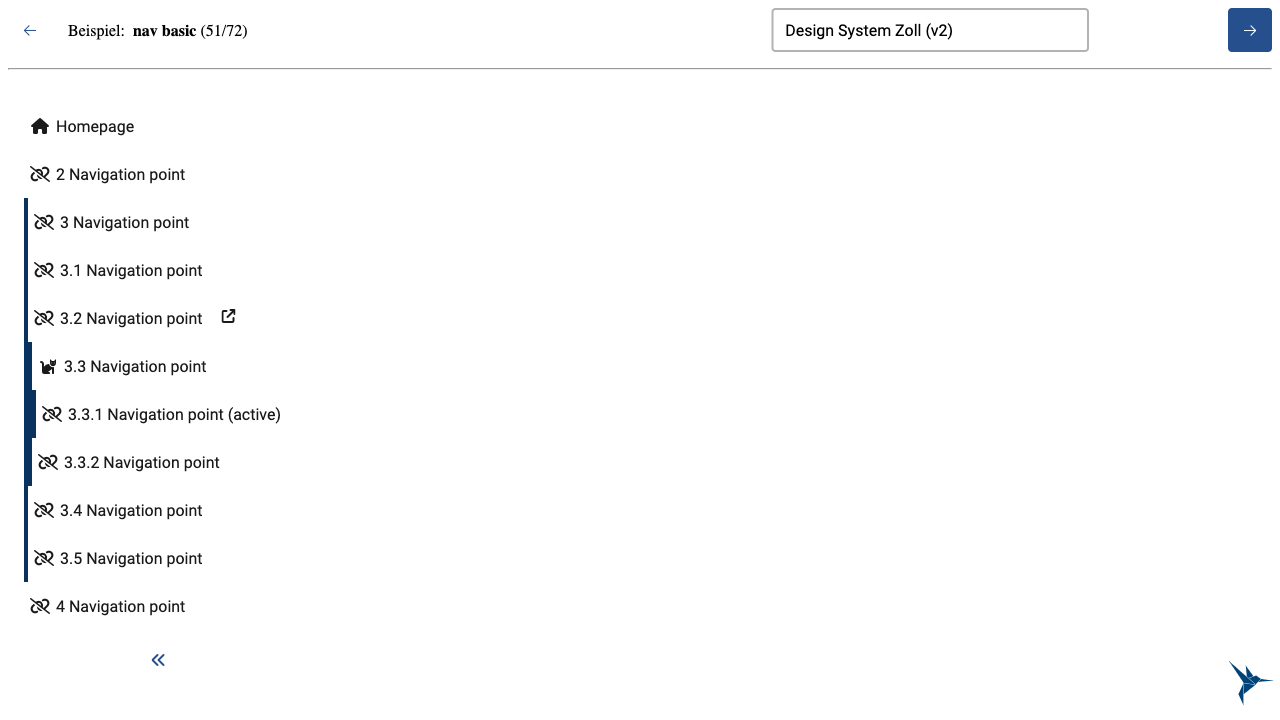 Beispiel: nav basic (51/72)
Design System Zoll (v2)
Homepage
2 Navigation point
3 Navigation point
3.1 Navigation point
3.2 Navigation point
3.3 Navigation point
3.3.1 Navigation point (active)
3.3.2 Navigation point
3.4 Navigation point
3.5 Navigation point
4 Navigation point